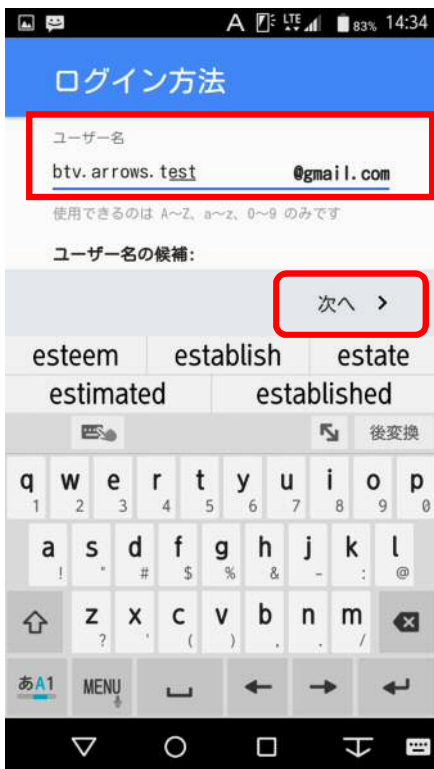 A LTE 83% 14:34
ログイン方法
ユーザー名
btv.arrows.test @gmail.com
使用できるのは A～Z、a～z、0～9 のみです
ユーザー名の候補:
次へ >
esteem establish estate
estimated established
後変換
q w e r t y u i o p
1 2 3 4 5 6 7 8 9 0
a s d f g h j k l
! " # $ % & - : @
z x c v b n m
? ' ( ) , . /
あA1 MENU